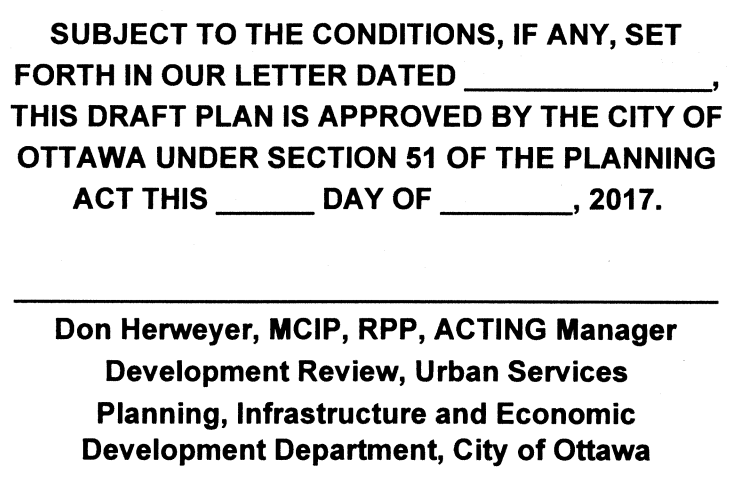 SUBJECT TO THE CONDITIONS, IF ANY, SET
FORTH IN OUR LETTER DATED ________________,
THIS DRAFT PLAN IS APPROVED BY THE CITY OF
OTTAWA UNDER SECTION 51 OF THE PLANNING
ACT THIS ______ DAY OF ________, 2017.
Don Herweyer, MCIP, RPP, ACTING Manager
Development Review, Urban Services
Planning, Infrastructure and Economic
Development Department, City of Ottawa